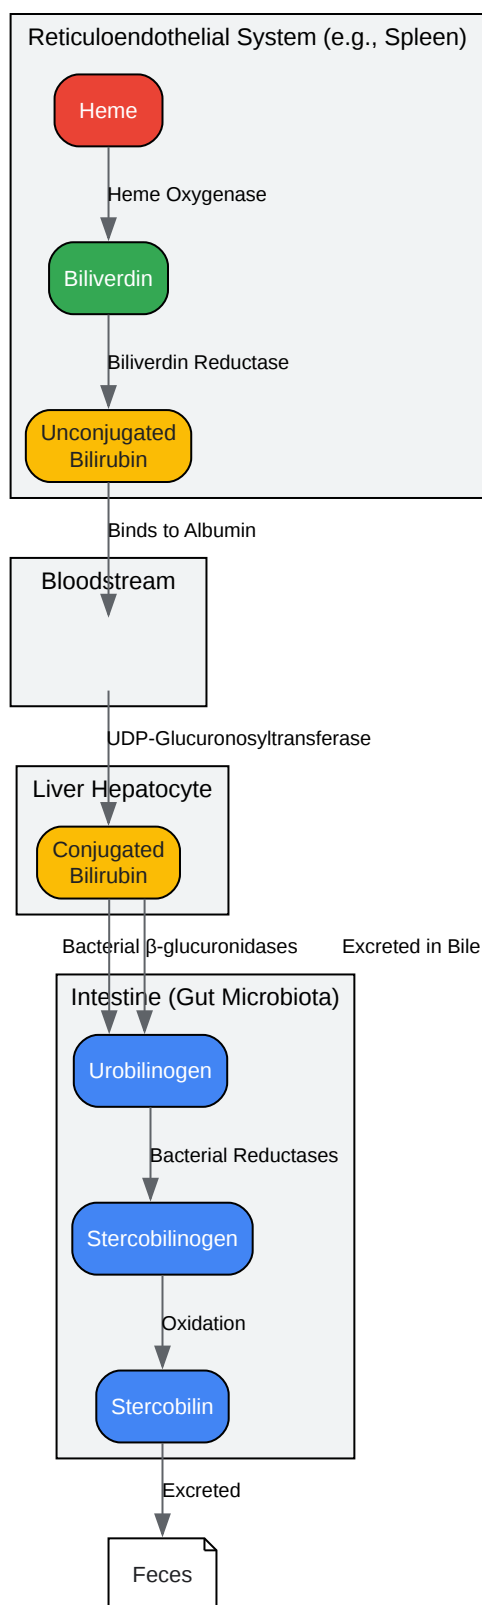 Reticuloendothelial System (e.g., Spleen)
Heme
Heme Oxygenase
Biliverdin
Biliverdin Reductase
Unconjugated
Bilirubin
Binds to Albumin
Bloodstream
UDP-Glucuronosyltransferase
Liver Hepatocyte
Conjugated
Bilirubin
Bacterial β-glucuronidases
Excreted in Bile
Intestine (Gut Microbiota)
Urobilinogen
Bacterial Reductases
Stercobilinogen
Oxidation
Stercobilin
Excreted
Feces